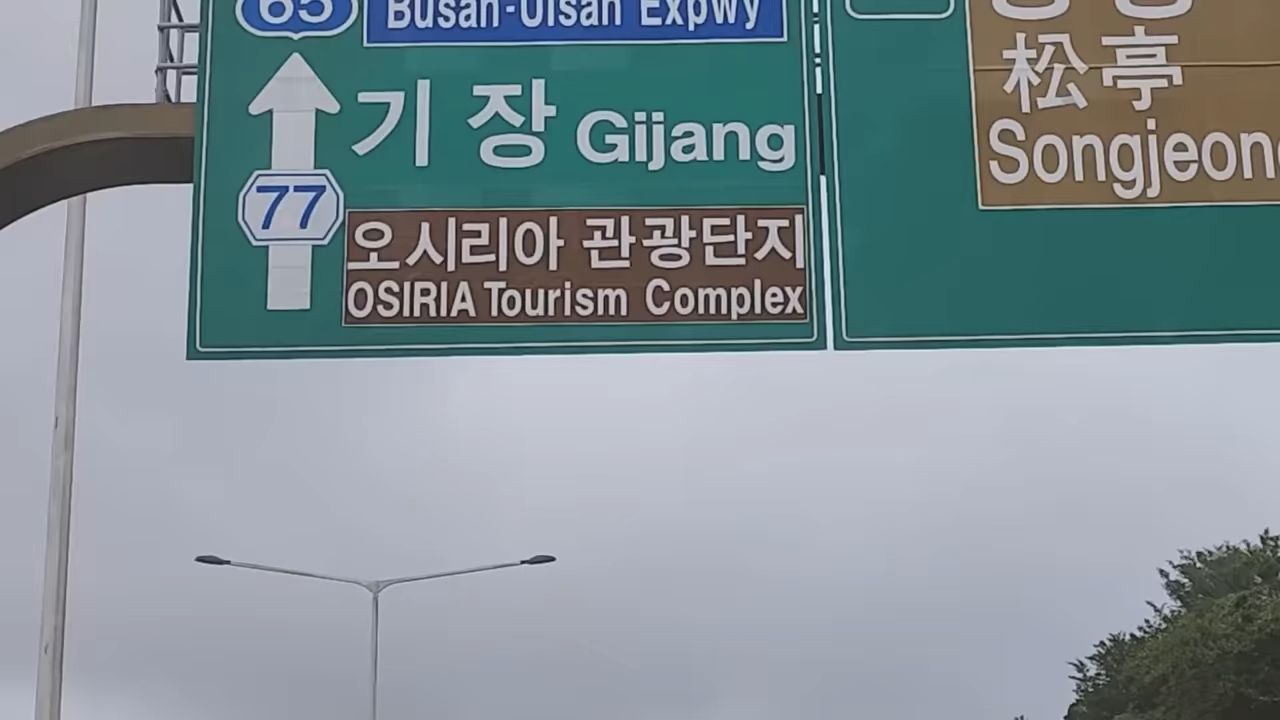 65 Busan-Ulsan Expwy
기장 Gijang
77
오시리아 관광단지
OSIRIA Tourism Complex
松亭